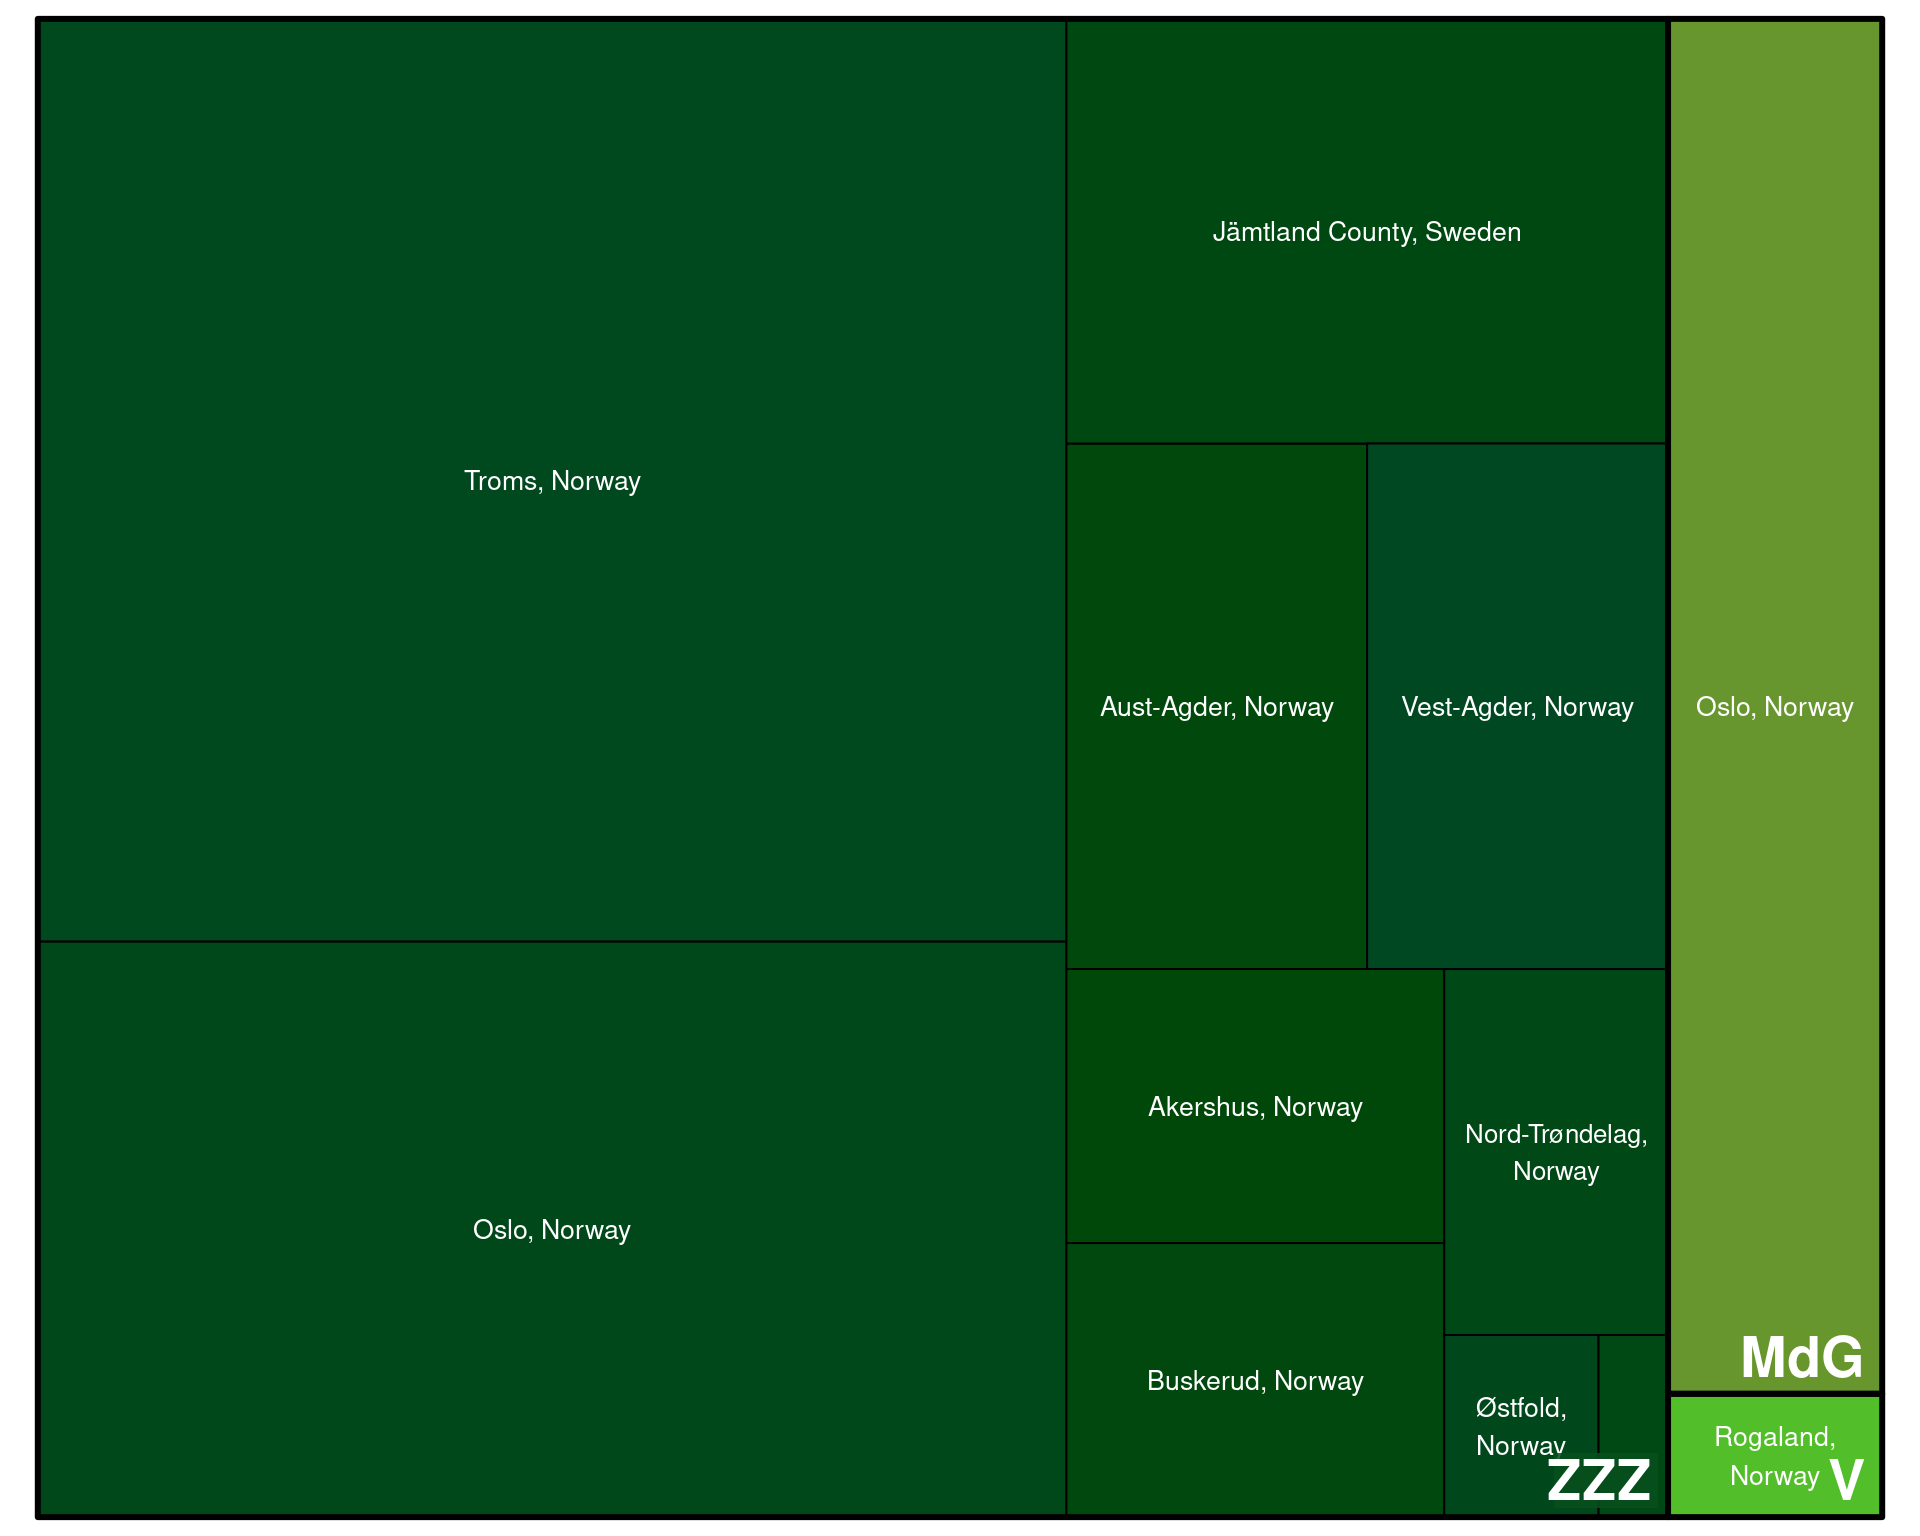 Troms, Norway
Oslo, Norway
Jämtland County, Sweden
Aust-Agder, Norway
Vest-Agder, Norway
Akershus, Norway
Buskerud, Norway
Nord-Trøndelag,
Norway
Østfold,
Norway
ZZZ
Oslo, Norway
MdG
Rogaland,
Norway
V